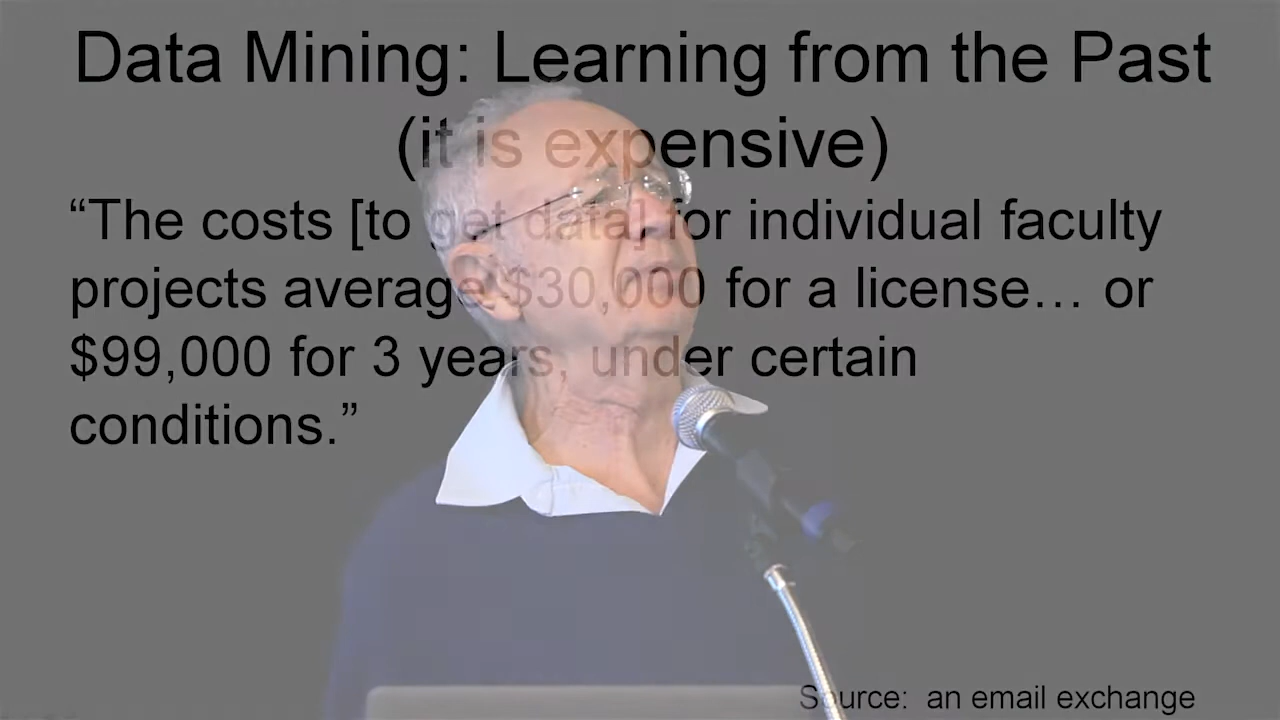 Data Mining: Learning from the Past
(it is expensive)
“The costs [to get data] for individual faculty
projects average $30,000 for a license… or
$99,000 for 3 years, under certain
conditions.”
Source: an email exchange